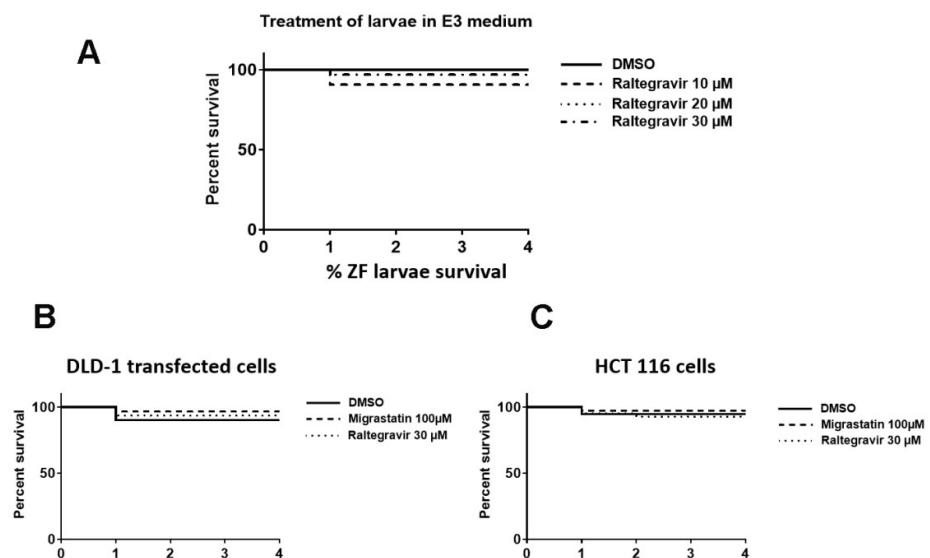 Treatment of larvae in E3 medium
A
Percent survival
100
50
0
0 1 2 3 4
% ZF larvae survival
DMSO
Raltegravir 10 µM
Raltegravir 20 µM
Raltegravir 30 µM
B
DLD-1 transfected cells
Percent survival
100
50
0
0 1 2 3 4
DMSO
Migrastatin 100µM
Raltegravir 30 µM
C
HCT 116 cells
Percent survival
100
50
0
0 1 2 3 4
DMSO
Migrastatin 100µM
Raltegravir 30 µM